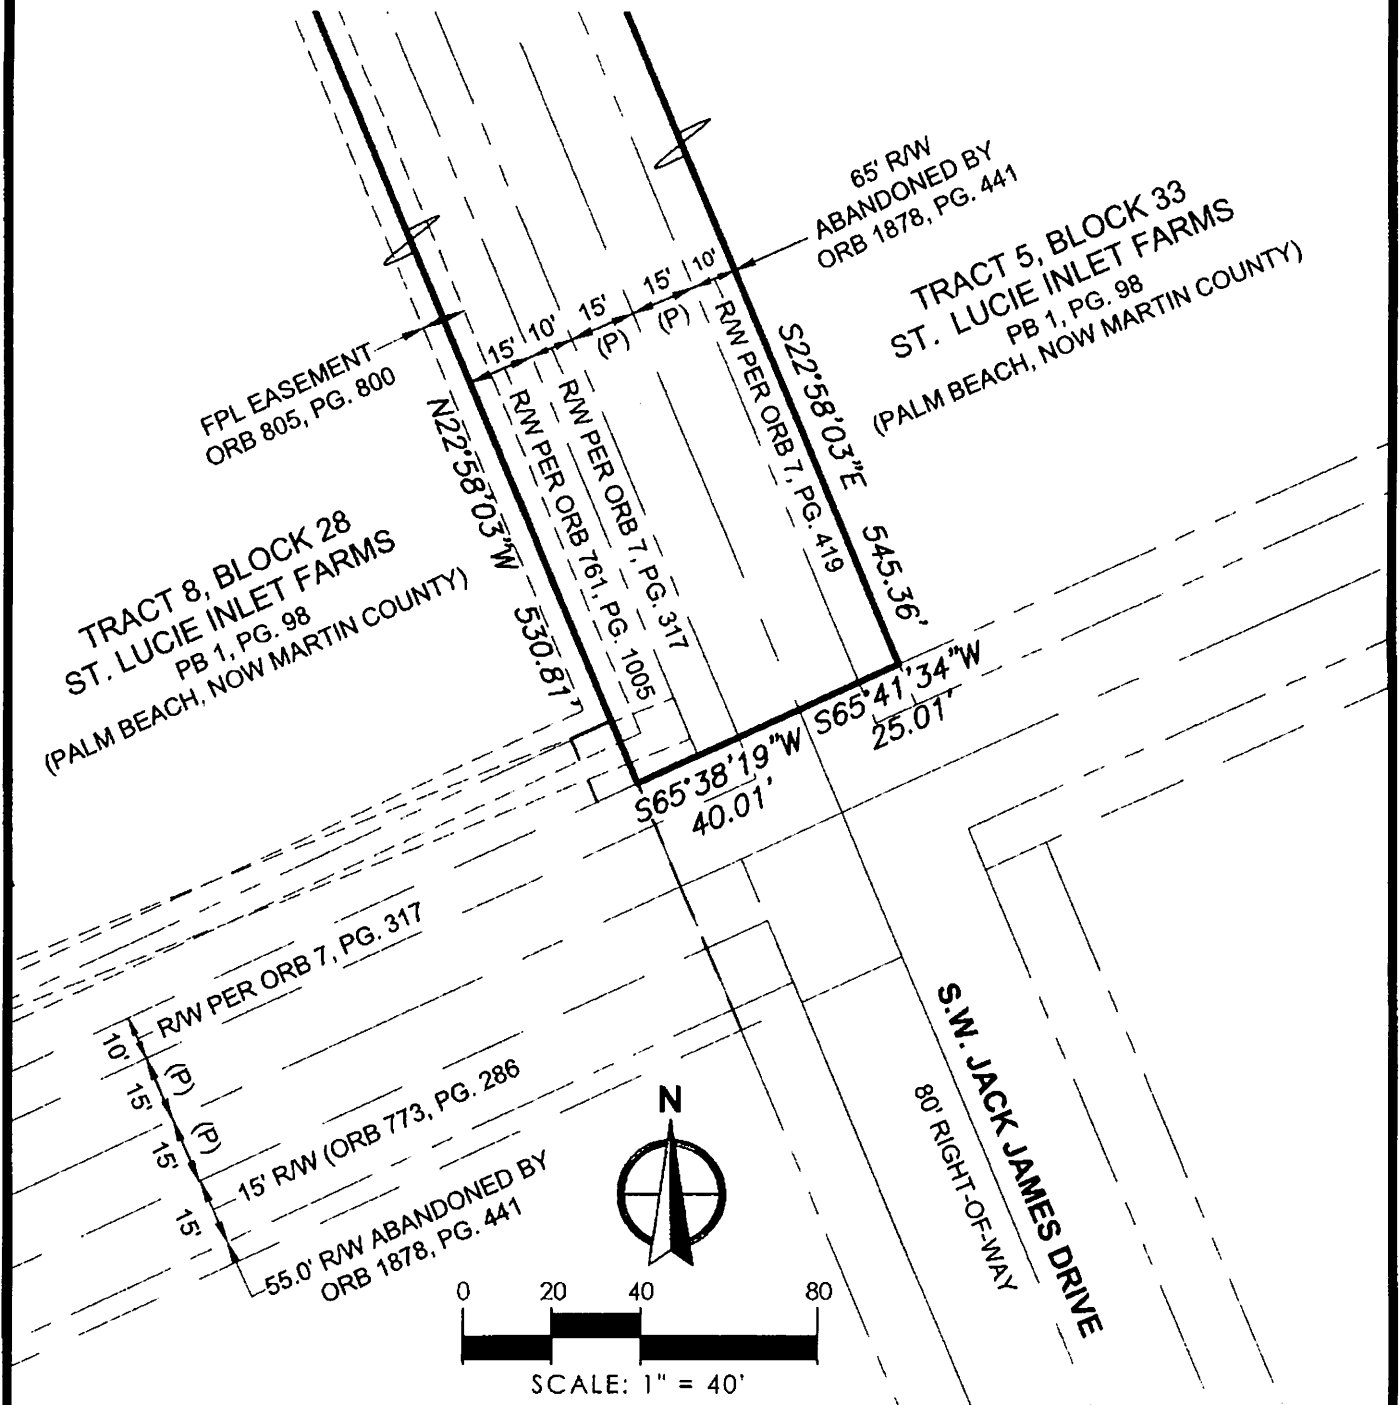 65' R/W
ABANDONED BY
ORB 1878, PG. 441
TRACT 5, BLOCK 33
ST. LUCIE INLET FARMS
PB 1, PG. 98
(PALM BEACH, NOW MARTIN COUNTY)
15'
10'
15'
(P)
15'
(P)
10'
FPL EASEMENT
ORB 805, PG. 800
N22°58'03"W
530.81'
R/W PER ORB 761, PG. 1005
R/W PER ORB 7, PG. 317
R/W PER ORB 7, PG. 419
S22°58'03"E
545.36'
TRACT 8, BLOCK 28
ST. LUCIE INLET FARMS
PB 1, PG. 98
(PALM BEACH, NOW MARTIN COUNTY)
S65°41'34"W
25.01'
S65°38'19"W
40.01'
R/W PER ORB 7, PG. 317
10'
(P)
15'
(P)
15'
15'
15' R/W (ORB 773, PG. 286
55.0' R/W ABANDONED BY
ORB 1878, PG. 441
S.W. JACK JAMES DRIVE
80' RIGHT-OF-WAY
N
0 20 40 80
SCALE: 1" = 40'